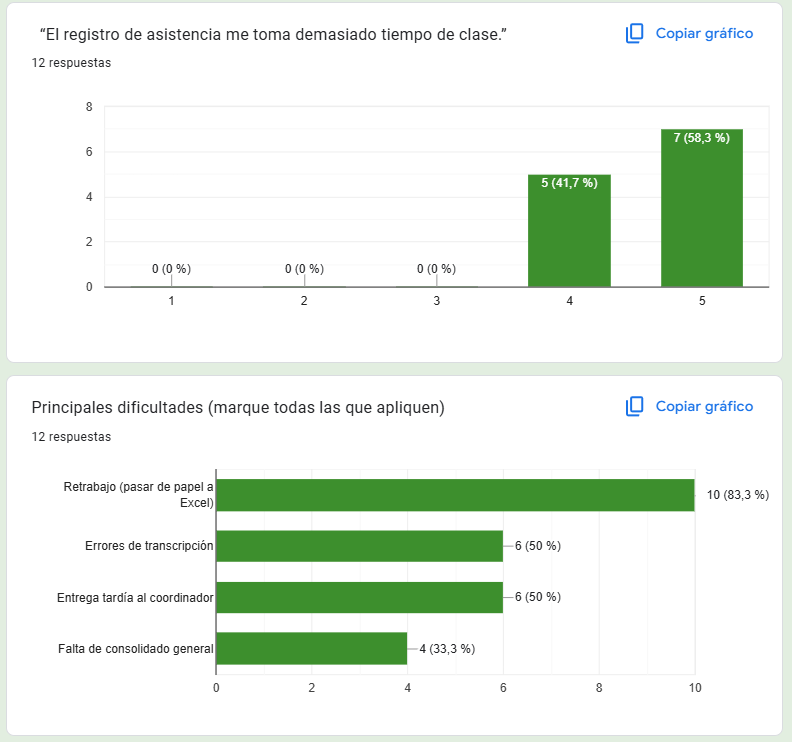 “El registro de asistencia me toma demasiado tiempo de clase.”
Copiar gráfico
12 respuestas
8
6
4
2
0
0 (0 %)
0 (0 %)
0 (0 %)
5 (41,7 %)
7 (58,3 %)
1
2
3
4
5
Principales dificultades (marque todas las que apliquen)
Copiar gráfico
12 respuestas
Retrabajo (pasar de papel a
Excel)
10 (83,3 %)
Errores de transcripción
6 (50 %)
Entrega tardía al coordinador
6 (50 %)
Falta de consolidado general
4 (33,3 %)
0
2
4
6
8
10